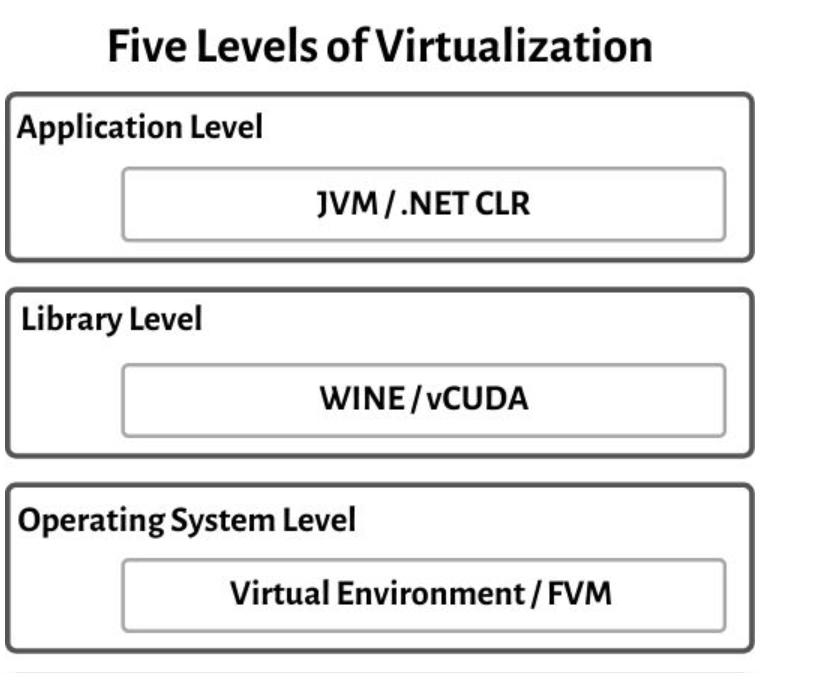 Five Levels of Virtualization
Application Level
JVM / .NET CLR
Library Level
WINE / vCUDA
Operating System Level
Virtual Environment / FVM